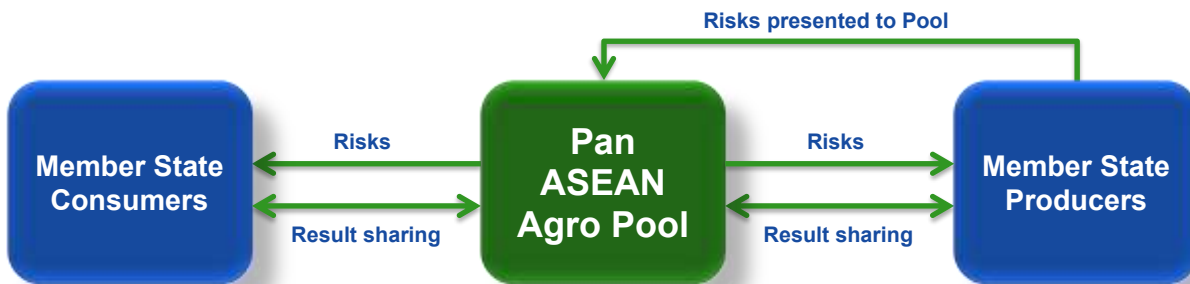 Risks presented to Pool
Member State
Consumers
Risks
Result sharing
Pan
ASEAN
Agro Pool
Risks
Result sharing
Member State
Producers